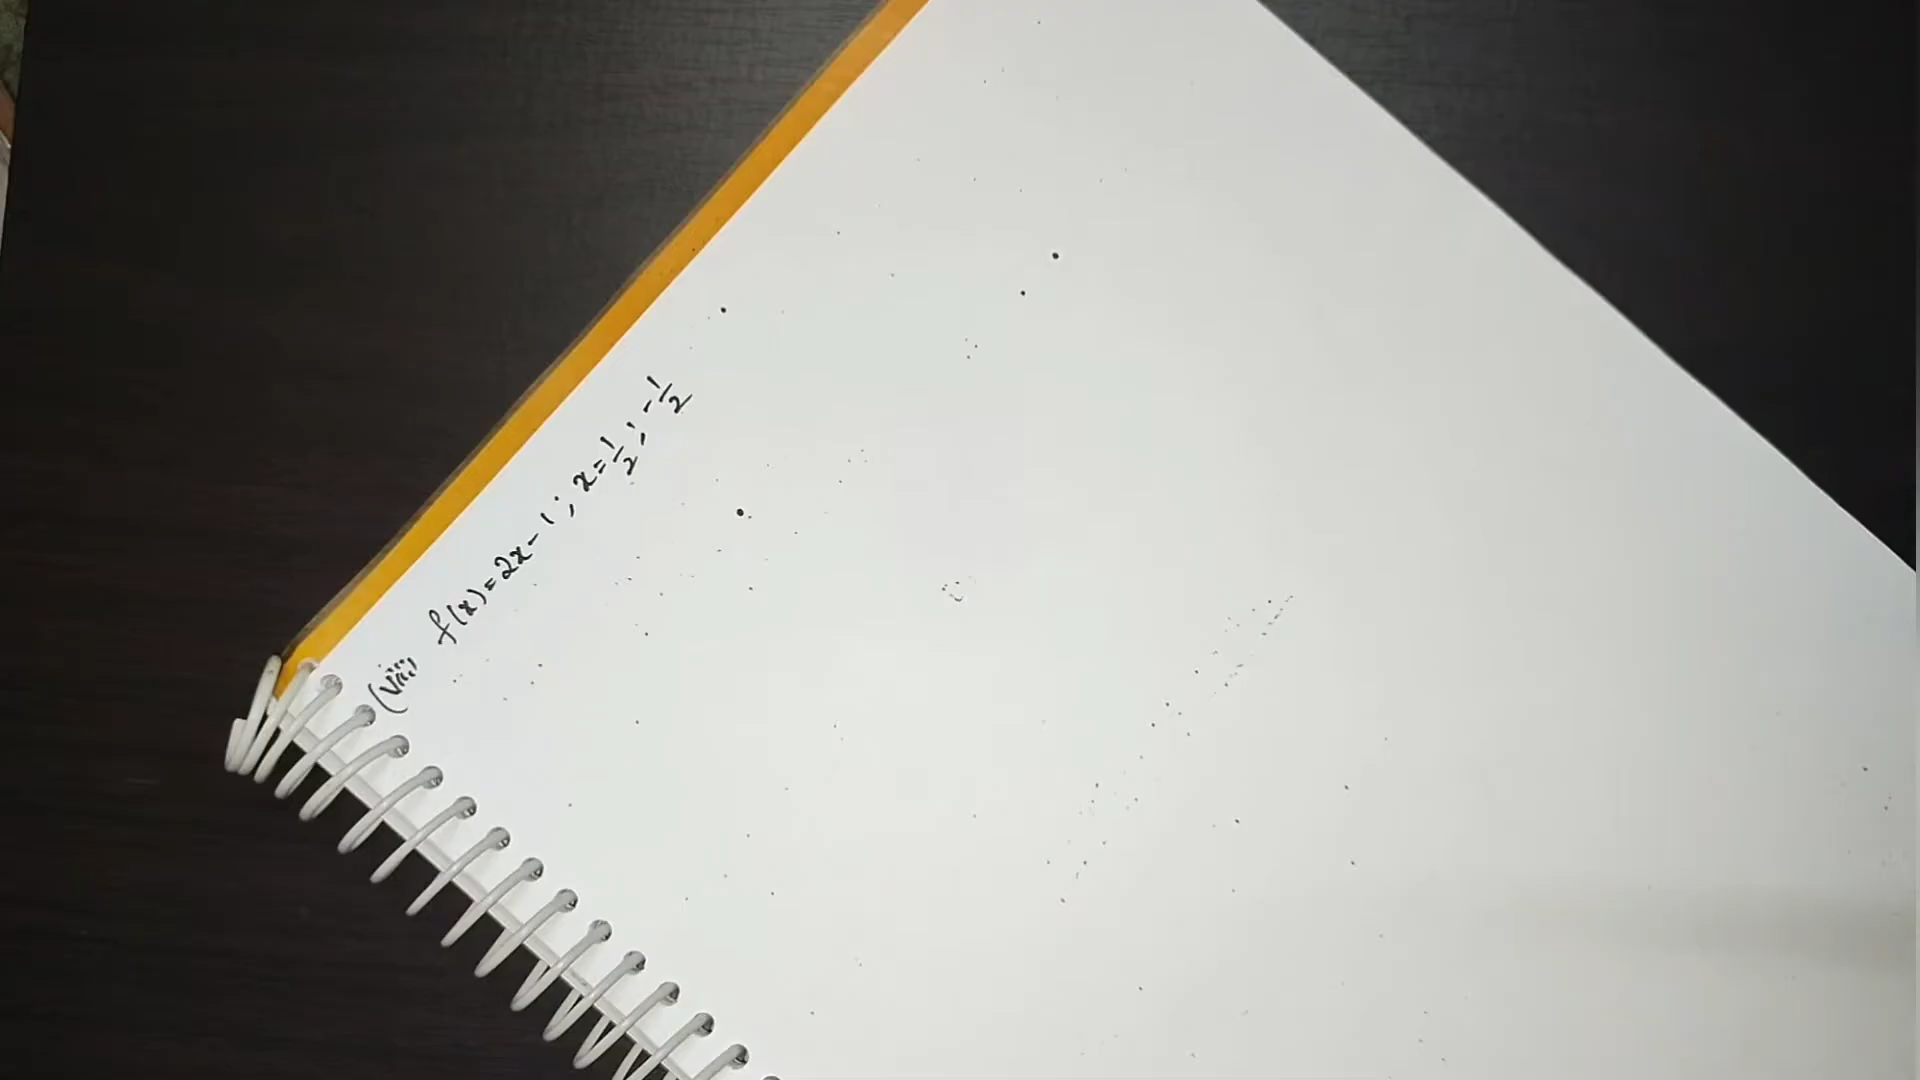 (viii) f(x)=2x-1; x=1/2; -1/2